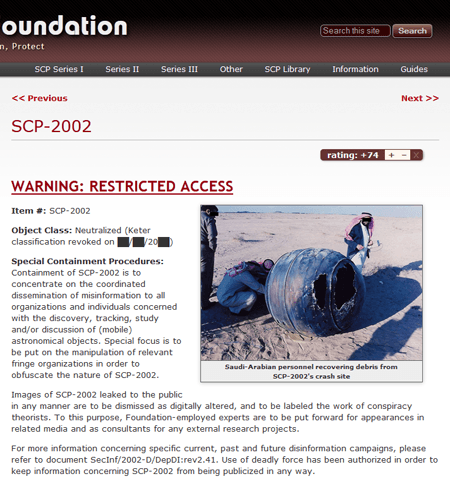 oundation
n, Protect
Search this site
Search
SCP Series I Series II Series III Other SCP Library Information Guides
<< Previous
Next >>
SCP-2002
rating: +74 + – X
WARNING: RESTRICTED ACCESS
Item #: SCP-2002
Object Class: Neutralized (Keter
classification revoked on ██/██/20██)
Special Containment Procedures:
Containment of SCP-2002 is to
concentrate on the coordinated
dissemination of misinformation to all
organizations and individuals concerned
with the discovery, tracking, study
and/or discussion of (mobile)
astronomical objects. Special focus is to
be put on the manipulation of relevant
fringe organizations in order to
obfuscate the nature of SCP-2002.
Saudi-Arabian personnel recovering debris from
SCP-2002's crash site
Images of SCP-2002 leaked to the public
in any manner are to be dismissed as digitally altered, and to be labeled the work of conspiracy
theorists. To this purpose, Foundation-employed experts are to be put forward for appearances in
related media and as consultants for any external research projects.
For more information concerning specific current, past and future disinformation campaigns, please
refer to document SecInf/2002-D/DepDI:rev2.41. Use of deadly force has been authorized in order to
keep information concerning SCP-2002 from being publicized in any way.